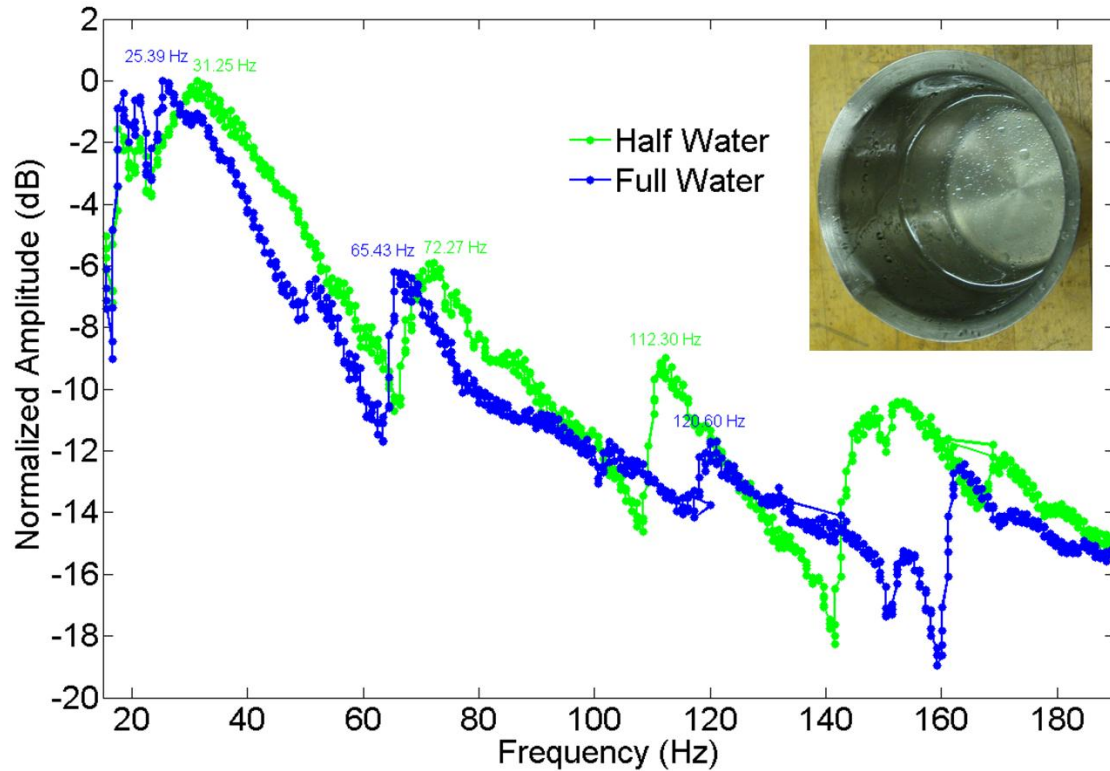 2
0
-2
-4
-6
-8
-10
-12
-14
-16
-18
-20
Normalized Amplitude (dB)
25.39 Hz
31.25 Hz
65.43 Hz
72.27 Hz
112.30 Hz
120.60 Hz
Half Water
Full Water
20 40 60 80 100 120 140 160 180
Frequency (Hz)